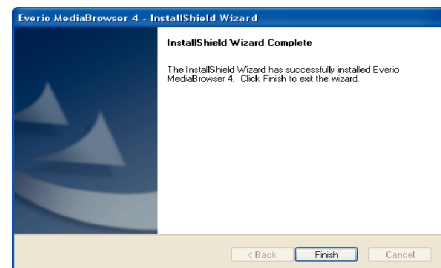 Everio MediaBrowser 4 - InstallShield Wizard
InstallShield Wizard Complete
The InstallShield Wizard has successfully installed Everio
MediaBrowser 4. Click Finish to exit the wizard.
< Back
Finish
Cancel